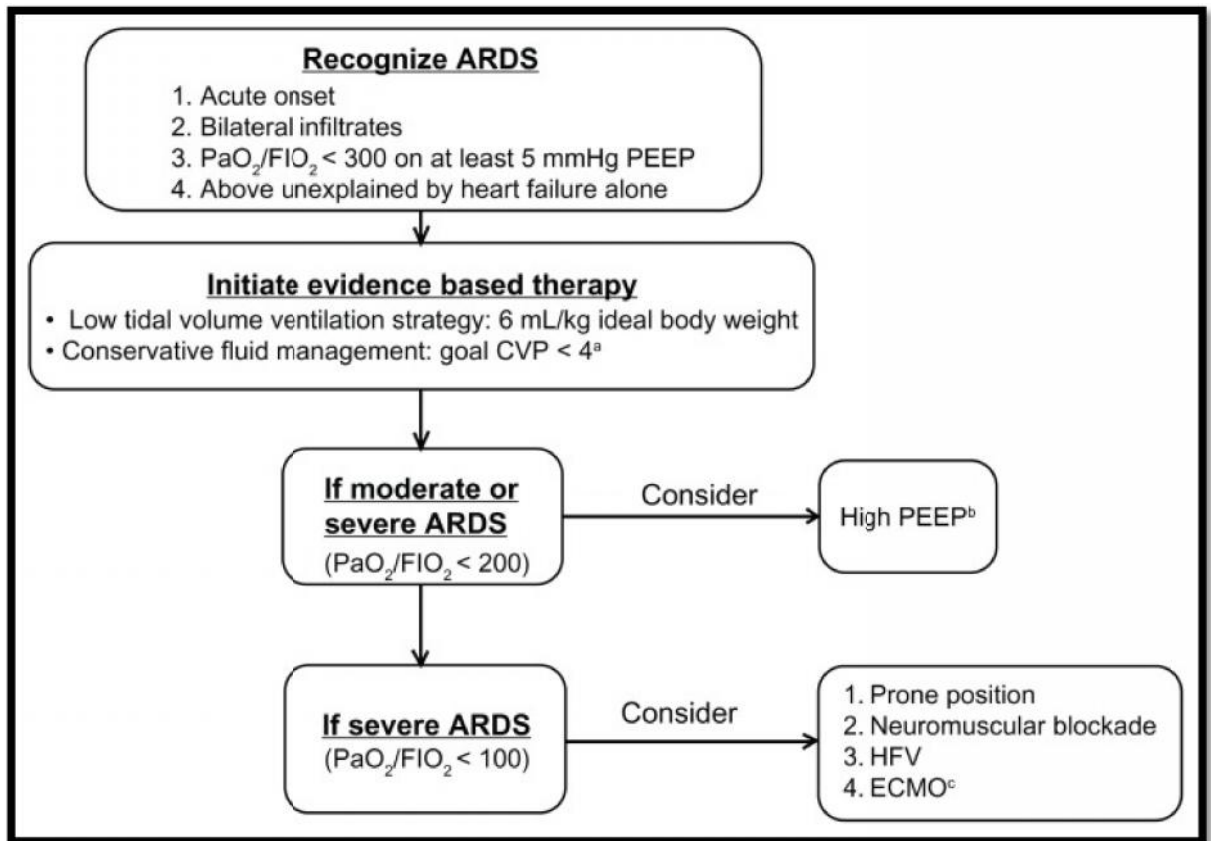 Recognize ARDS
1. Acute onset
2. Bilateral infiltrates
3. PaO₂/FIO₂ < 300 on at least 5 mmHg PEEP
4. Above unexplained by heart failure alone
Initiate evidence based therapy
• Low tidal volume ventilation strategy: 6 mL/kg ideal body weight
• Conservative fluid management: goal CVP < 4ᵃ
If moderate or
severe ARDS
(PaO₂/FIO₂ < 200)
Consider
High PEEPᵇ
If severe ARDS
(PaO₂/FIO₂ < 100)
Consider
1. Prone position
2. Neuromuscular blockade
3. HFV
4. ECMOᶜ